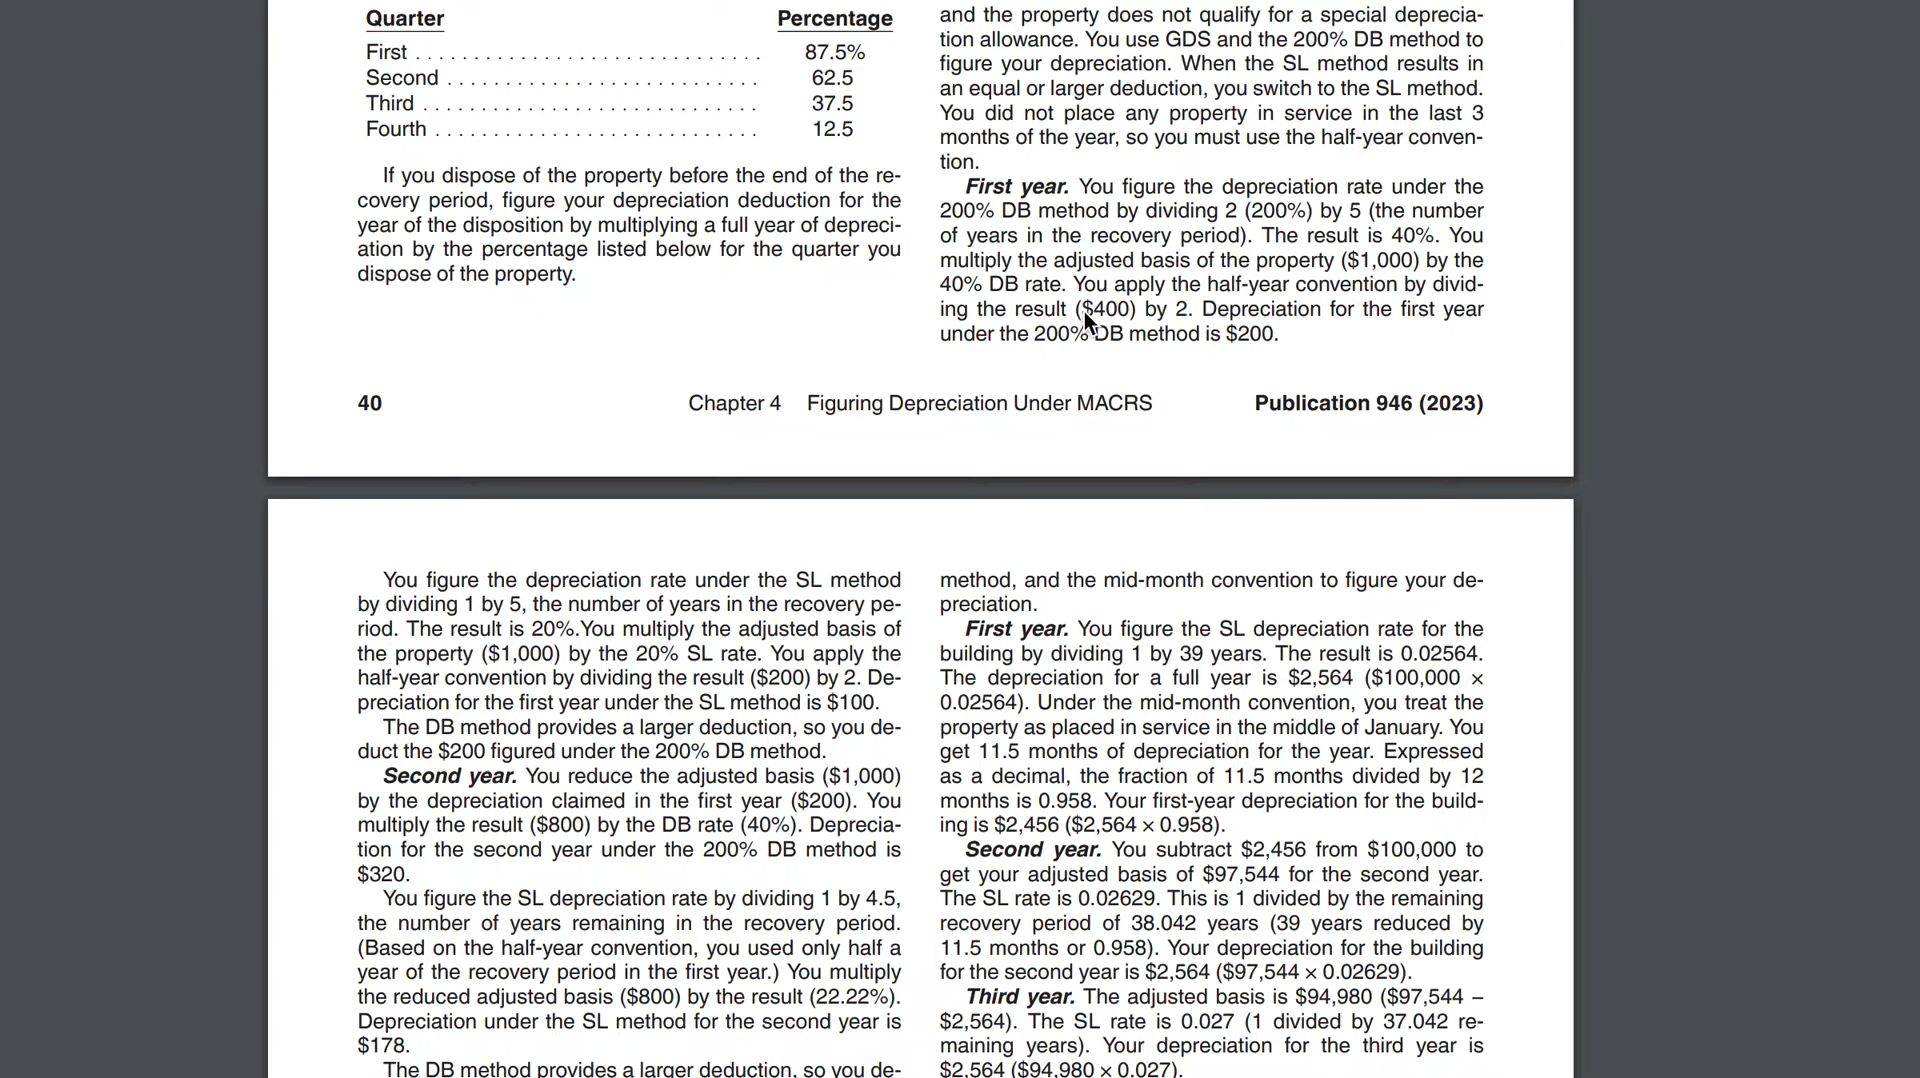 Quarter Percentage
First . . . . . . . . . . . . . . . . . . . . . . . . . . . . . . 87.5%
Second . . . . . . . . . . . . . . . . . . . . . . . . . . . 62.5
Third . . . . . . . . . . . . . . . . . . . . . . . . . . . . . 37.5
Fourth . . . . . . . . . . . . . . . . . . . . . . . . . . . . 12.5
If you dispose of the property before the end of the re-
covery period, figure your depreciation deduction for the
year of the disposition by multiplying a full year of depreci-
ation by the percentage listed below for the quarter you
dispose of the property.
and the property does not qualify for a special deprecia-
tion allowance. You use GDS and the 200% DB method to
figure your depreciation. When the SL method results in
an equal or larger deduction, you switch to the SL method.
You did not place any property in service in the last 3
months of the year, so you must use the half-year conven-
tion.
First year. You figure the depreciation rate under the
200% DB method by dividing 2 (200%) by 5 (the number
of years in the recovery period). The result is 40%. You
multiply the adjusted basis of the property ($1,000) by the
40% DB rate. You apply the half-year convention by divid-
ing the result ($400) by 2. Depreciation for the first year
under the 200% DB method is $200.
40 Chapter 4 Figuring Depreciation Under MACRS Publication 946 (2023)
You figure the depreciation rate under the SL method
by dividing 1 by 5, the number of years in the recovery pe-
riod. The result is 20%.You multiply the adjusted basis of
the property ($1,000) by the 20% SL rate. You apply the
half-year convention by dividing the result ($200) by 2. De-
preciation for the first year under the SL method is $100.
The DB method provides a larger deduction, so you de-
duct the $200 figured under the 200% DB method.
Second year. You reduce the adjusted basis ($1,000)
by the depreciation claimed in the first year ($200). You
multiply the result ($800) by the DB rate (40%). Deprecia-
tion for the second year under the 200% DB method is
$320.
You figure the SL depreciation rate by dividing 1 by 4.5,
the number of years remaining in the recovery period.
(Based on the half-year convention, you used only half a
year of the recovery period in the first year.) You multiply
the reduced adjusted basis ($800) by the result (22.22%).
Depreciation under the SL method for the second year is
$178.
The DB method provides a larger deduction, so you de-
method, and the mid-month convention to figure your de-
preciation.
First year. You figure the SL depreciation rate for the
building by dividing 1 by 39 years. The result is 0.02564.
The depreciation for a full year is $2,564 ($100,000 ×
0.02564). Under the mid-month convention, you treat the
property as placed in service in the middle of January. You
get 11.5 months of depreciation for the year. Expressed
as a decimal, the fraction of 11.5 months divided by 12
months is 0.958. Your first-year depreciation for the build-
ing is $2,456 ($2,564 × 0.958).
Second year. You subtract $2,456 from $100,000 to
get your adjusted basis of $97,544 for the second year.
The SL rate is 0.02629. This is 1 divided by the remaining
recovery period of 38.042 years (39 years reduced by
11.5 months or 0.958). Your depreciation for the building
for the second year is $2,564 ($97,544 × 0.02629).
Third year. The adjusted basis is $94,980 ($97,544 –
$2,564). The SL rate is 0.027 (1 divided by 37.042 re-
maining years). Your depreciation for the third year is
$2,564 ($94,980 × 0.027).